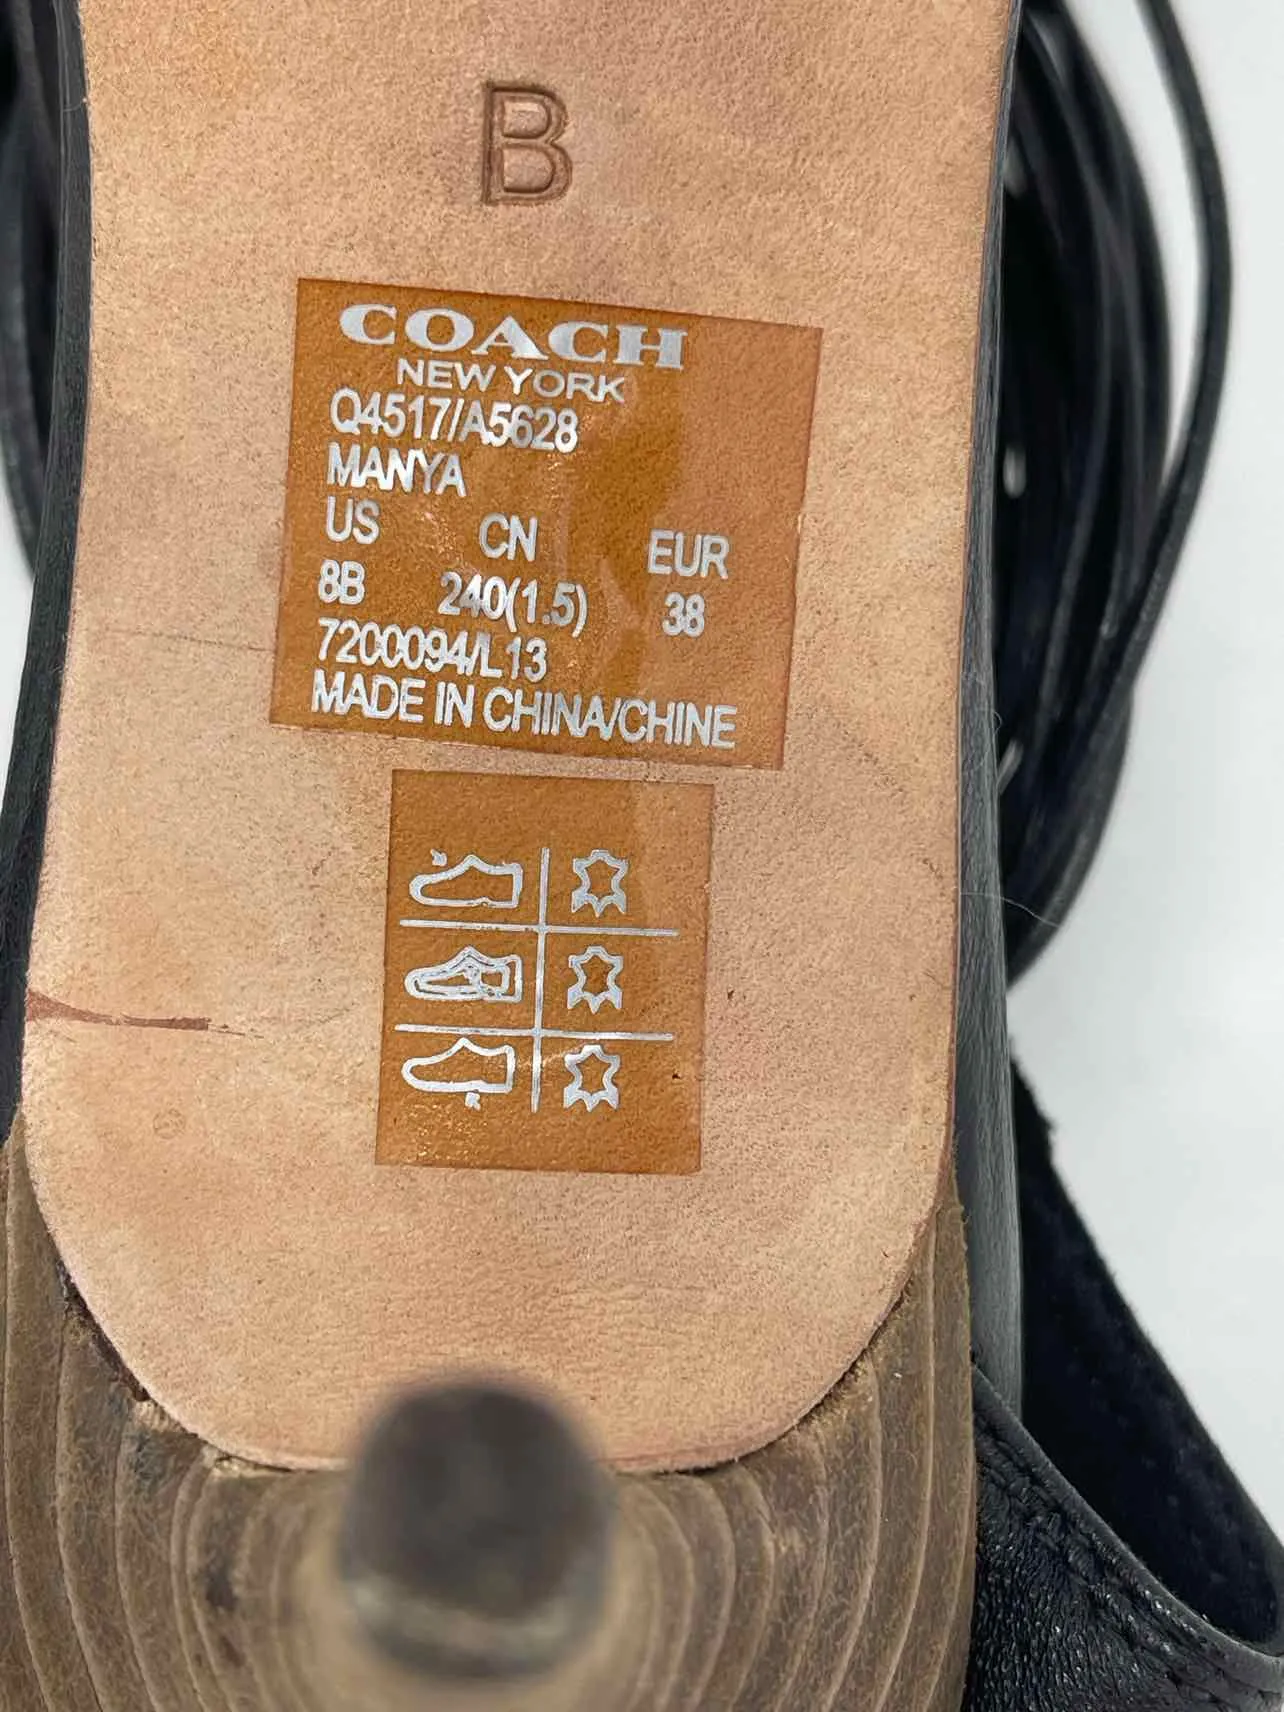 B
COACH
NEW YORK
Q4517/A5628
MANYA
US CN EUR
8B 240(1.5) 38
7200094/L13
MADE IN CHINA/CHINE